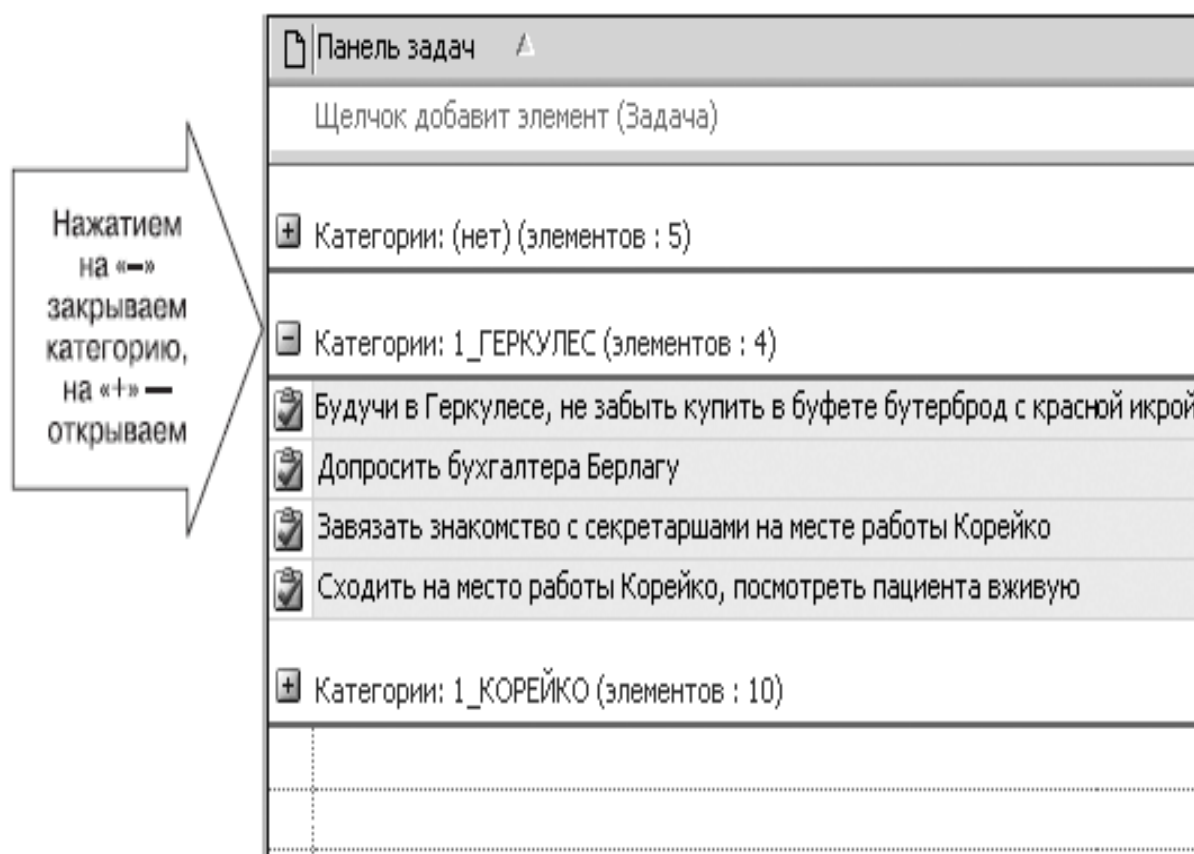 Панель задач
Щелчок добавит элемент (Задача)
Нажатием
на «–»
закрываем
категорию,
на «+» —
открываем
Категории: (нет) (элементов : 5)
Категории: 1_ГЕРКУЛЕС (элементов : 4)
Будучи в Геркулесе, не забыть купить в буфете бутерброд с красной икрой
Допросить бухгалтера Берлагу
Завязать знакомство с секретаршами на месте работы Корейко
Сходить на место работы Корейко, посмотреть пациента вживую
Категории: 1_КОРЕЙКО (элементов : 10)